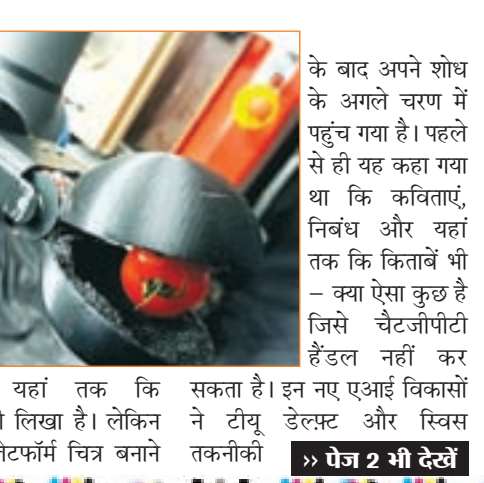 यहां तक कि
लिखा है। लेकिन
चित्र बनाने
के बाद अपने शोध
के अगले चरण में
पहुंच गया है। पहले
से ही यह कहा गया
था कि कविताएं,
निबंध और यहां
तक कि किताबें भी
– क्या ऐसा कुछ है
जिसे चैटजीपीटी
हैंडल नहीं कर
सकता है। इन नए एआई विकासों
ने टीयू डेल्फ़्ट और स्विस
तकनीकी
›› पेज 2 भी देखें